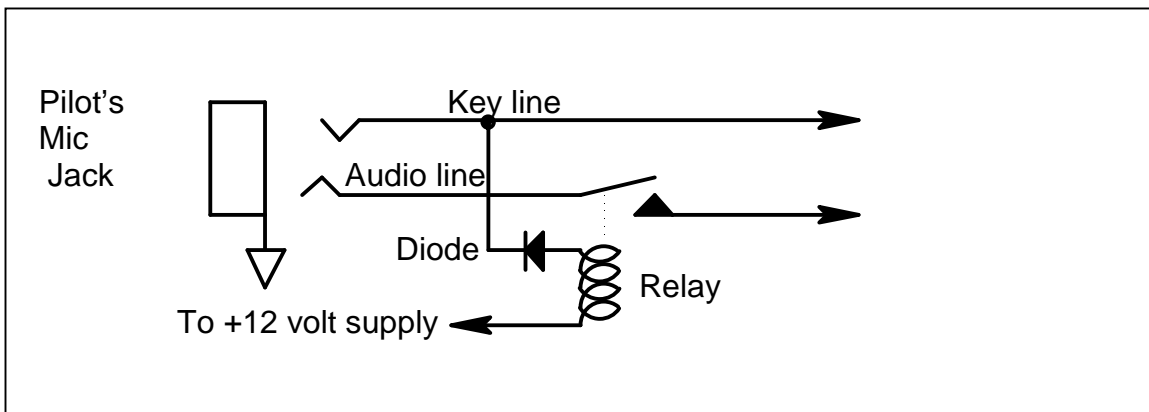 Pilot's
Mic
Jack
Key line
Audio line
Diode
Relay
To +12 volt supply